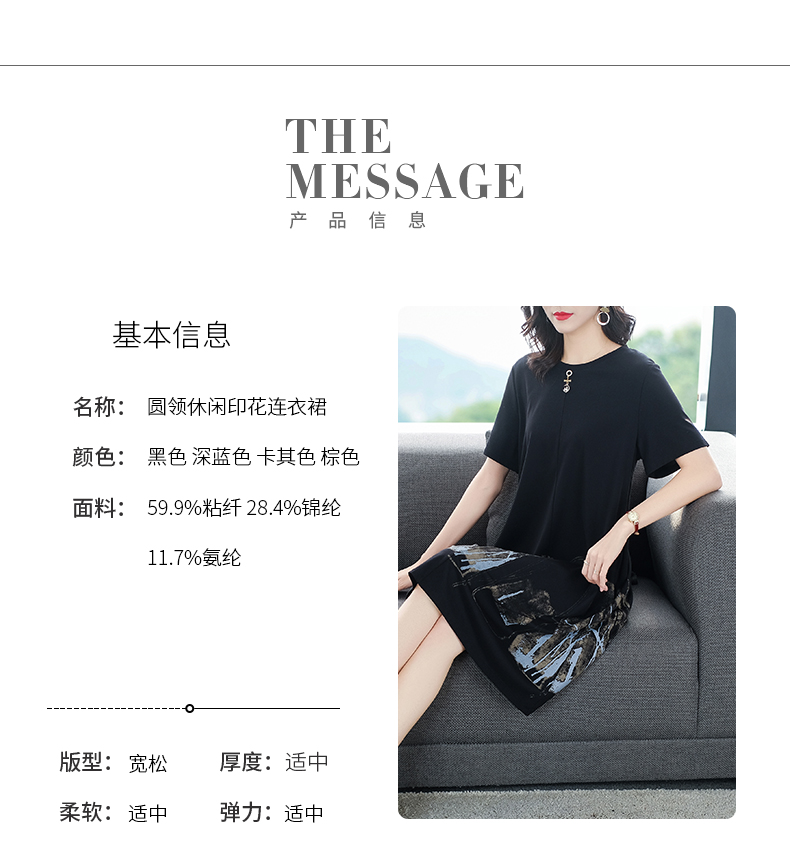 THE
MESSAGE
产品信息
基本信息
名称： 圆领休闲印花连衣裙
颜色： 黑色 深蓝色 卡其色 棕色
面料： 59.9%粘纤 28.4%锦纶
11.7%氨纶
版型： 宽松 厚度： 适中
柔软： 适中 弹力： 适中